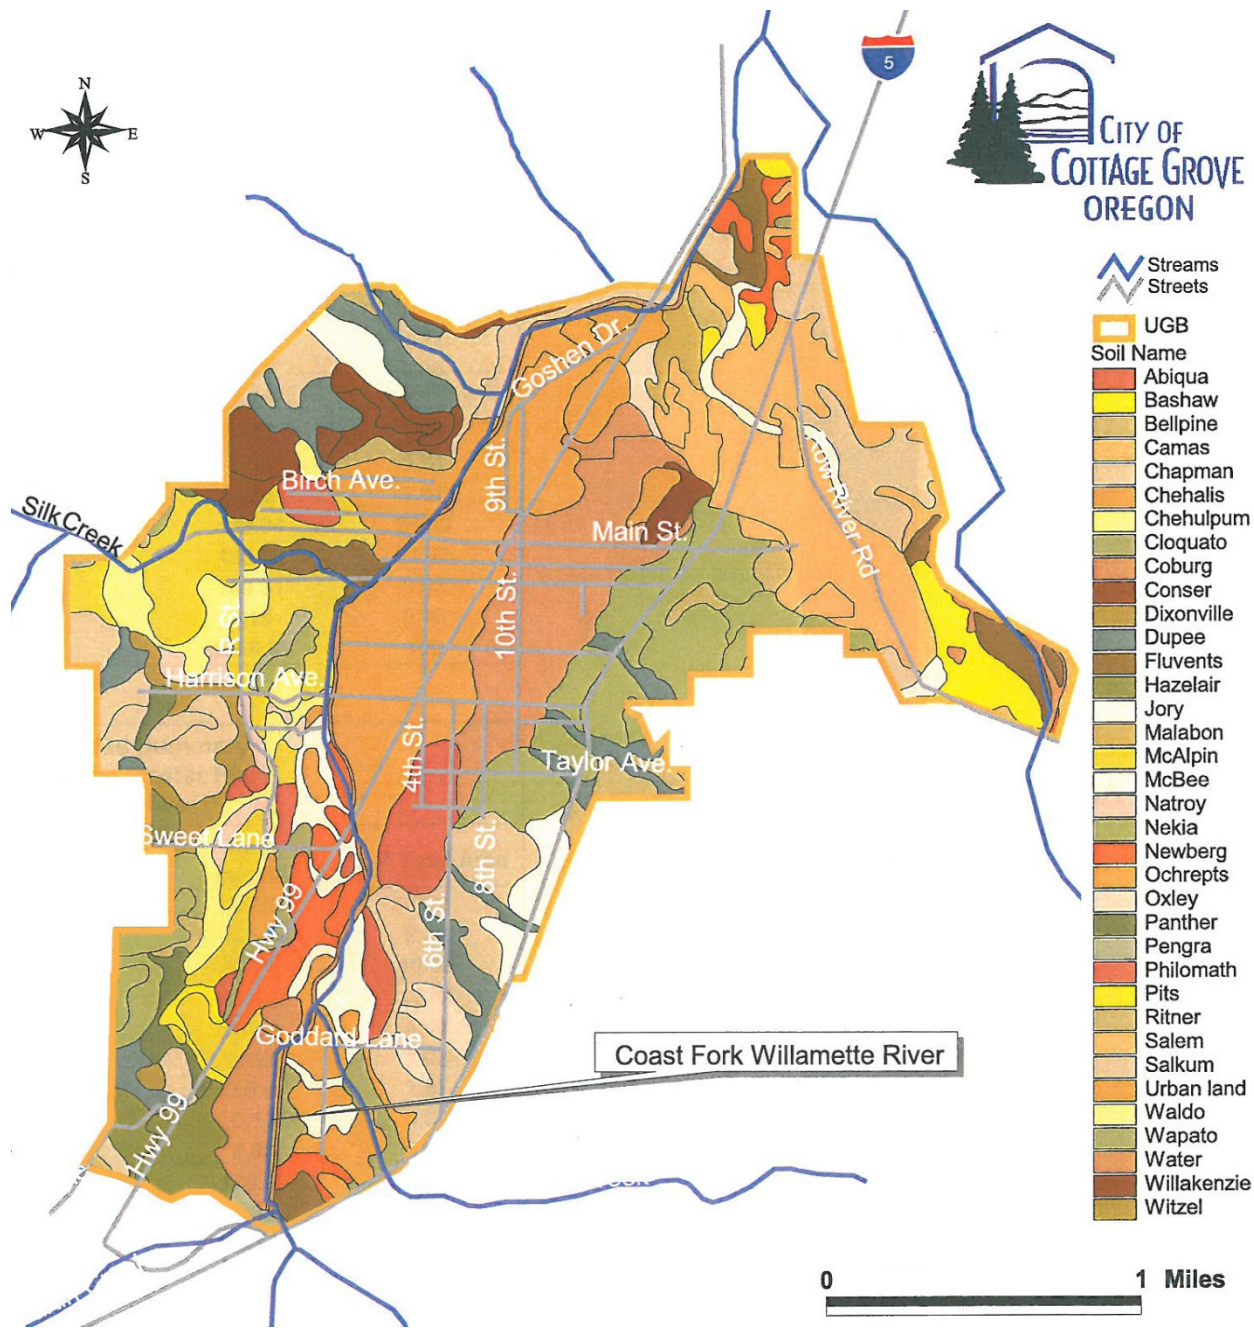 N
W
E
S
5
CITY OF
COTTAGE GROVE
OREGON
Streams
Streets
UGB
Soil Name
Abiqua
Bashaw
Bellpine
Camas
Chapman
Chehalis
Chehulpum
Cloquato
Coburg
Conser
Dixonville
Dupee
Fluvents
Hazelair
Jory
Malabon
McAlpin
McBee
Natroy
Nekia
Newberg
Ochrepts
Oxley
Panther
Pengra
Philomath
Pits
Ritner
Salem
Salkum
Urban land
Waldo
Wapato
Water
Willakenzie
Witzel
Goshen Dr.
9th St.
Birch Ave.
Silk Creek
Main St.
Row River Rd
10th St.
R St.
Harrison Ave.
4th St.
Taylor Ave.
Sweet Lane
8th St.
6th St.
Hwy 99
Goddard Lane
Coast Fork Willamette River
Hwy 99
0
1 Miles